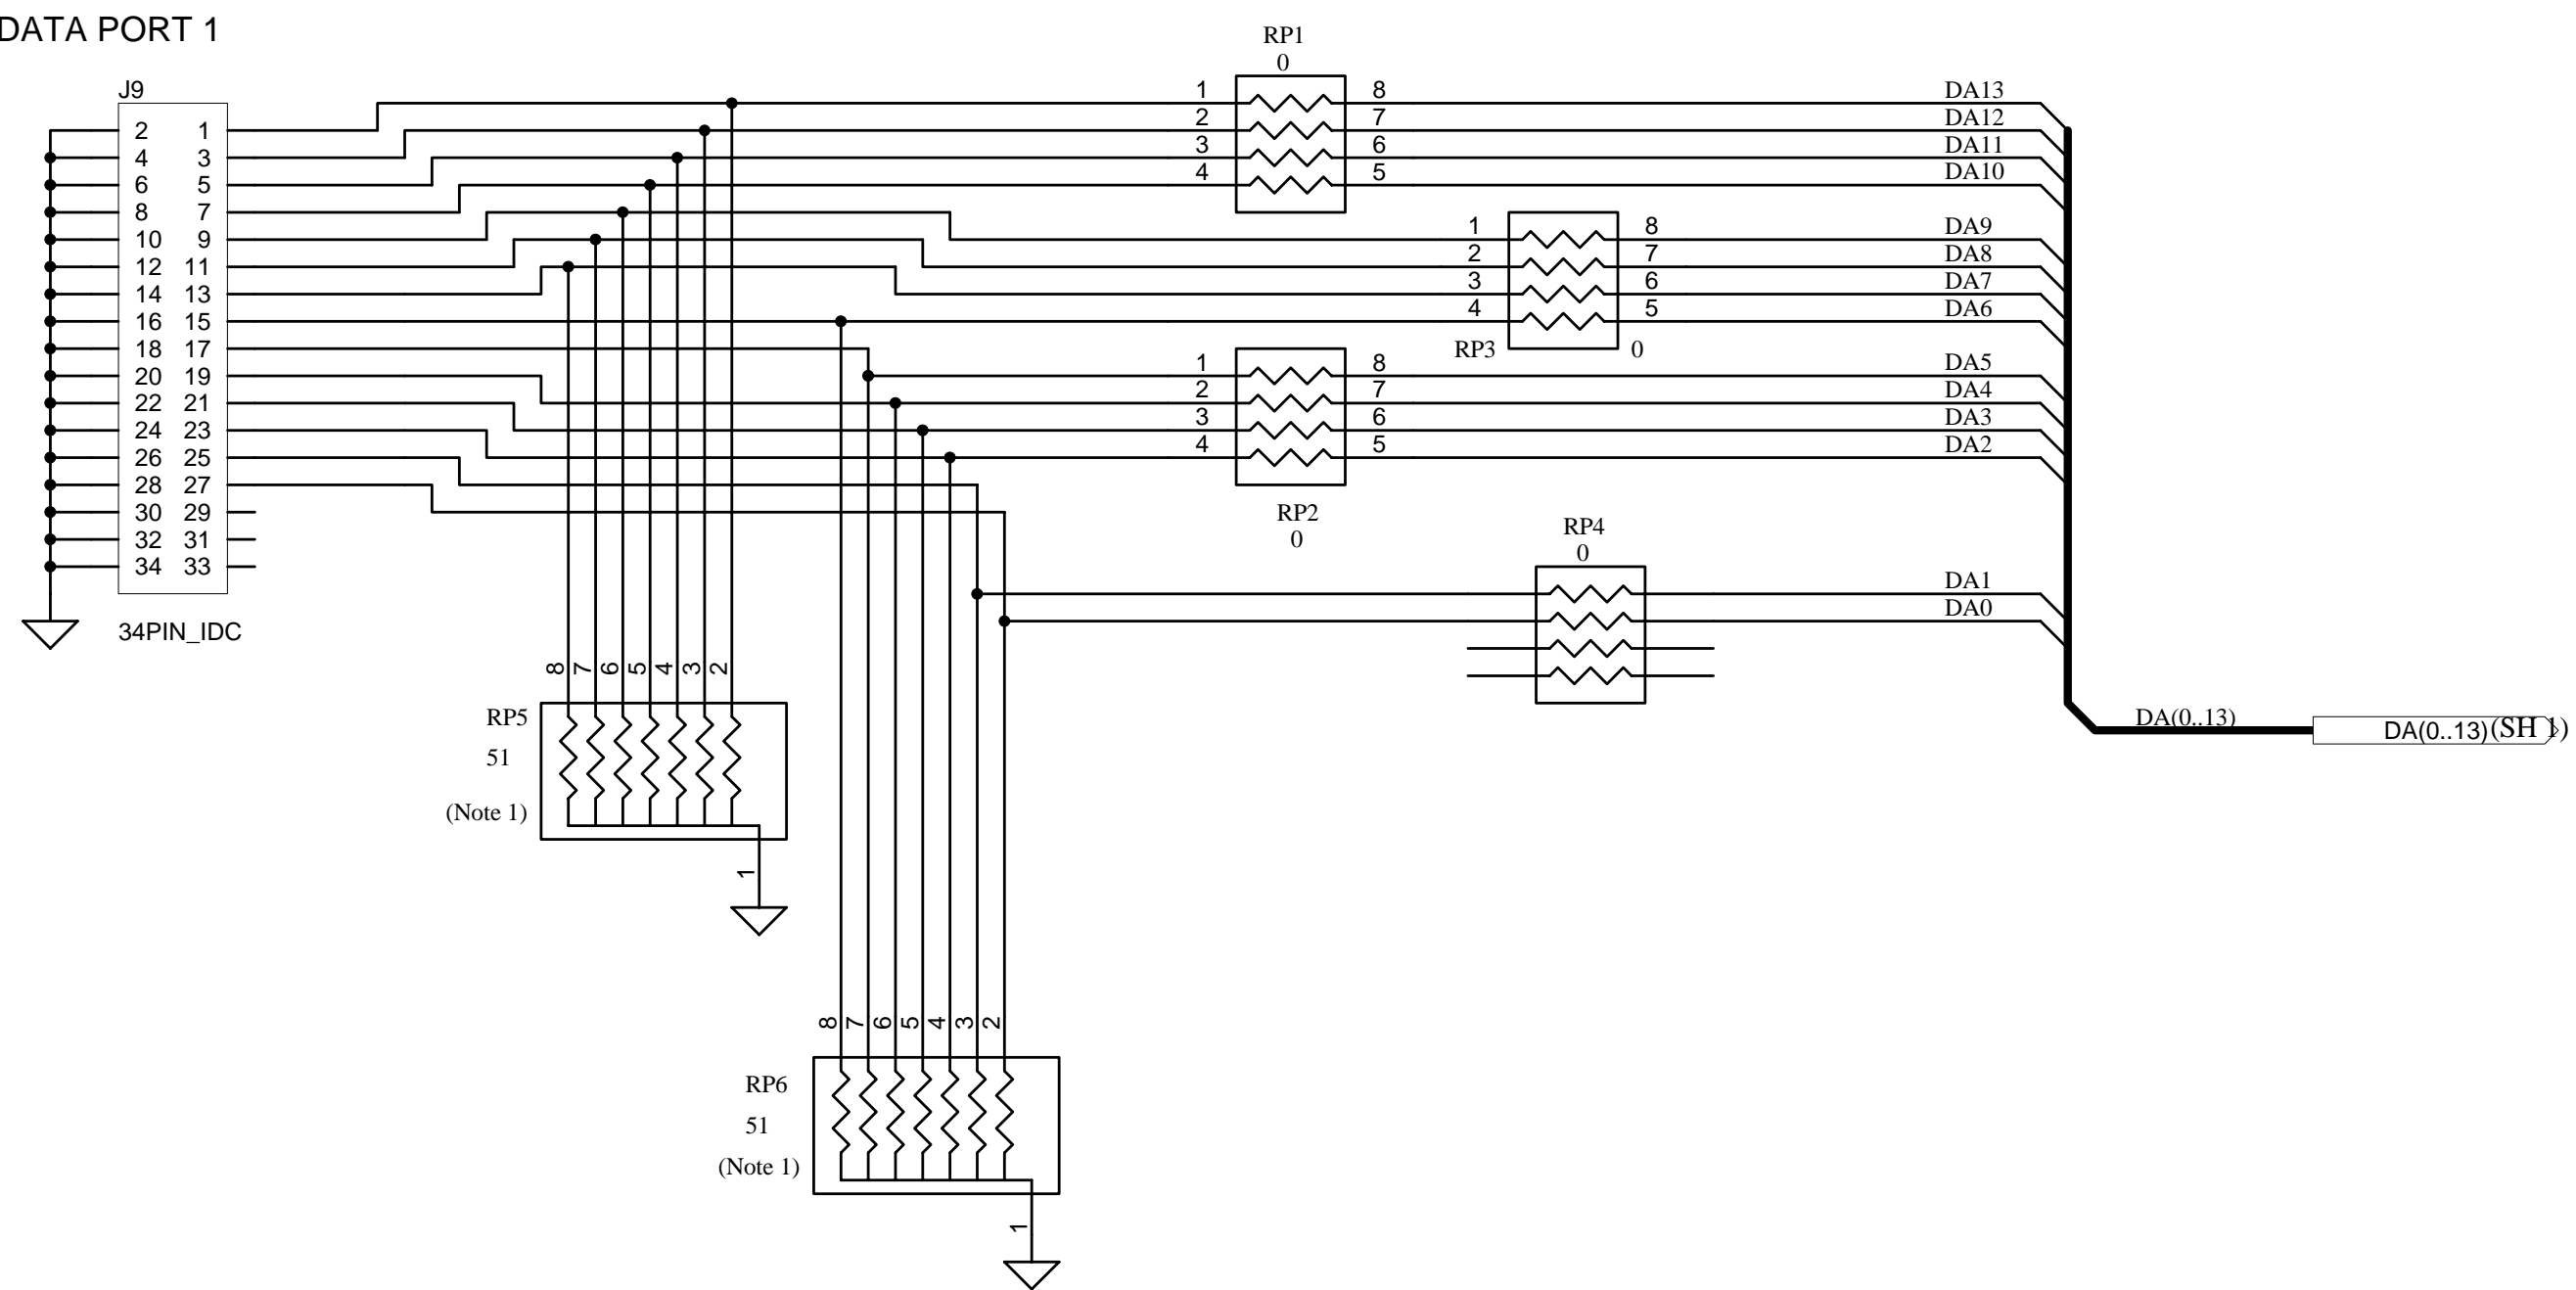 DATA PORT 1
RP1
0
J9
1 8 DA13
2 7 DA12
3 6 DA11
4 5 DA10
2 1
4 3
6 5
8 7
10 9
12 11
14 13
16 15
18 17
20 19
22 21
24 23
26 25
28 27
30 29
32 31
34 33
34PIN_IDC
1 8 DA9
2 7 DA8
3 6 DA7
4 5 DA6
RP3 0
1 8 DA5
2 7 DA4
3 6 DA3
4 5 DA2
RP2
0
RP4
0
DA1
DA0
8 7 6 5 4 3 2
RP5
51
(Note 1)
1
DA(0..13)
DA(0..13) (SH 1)
8 7 6 5 4 3 2
RP6
51
(Note 1)
1